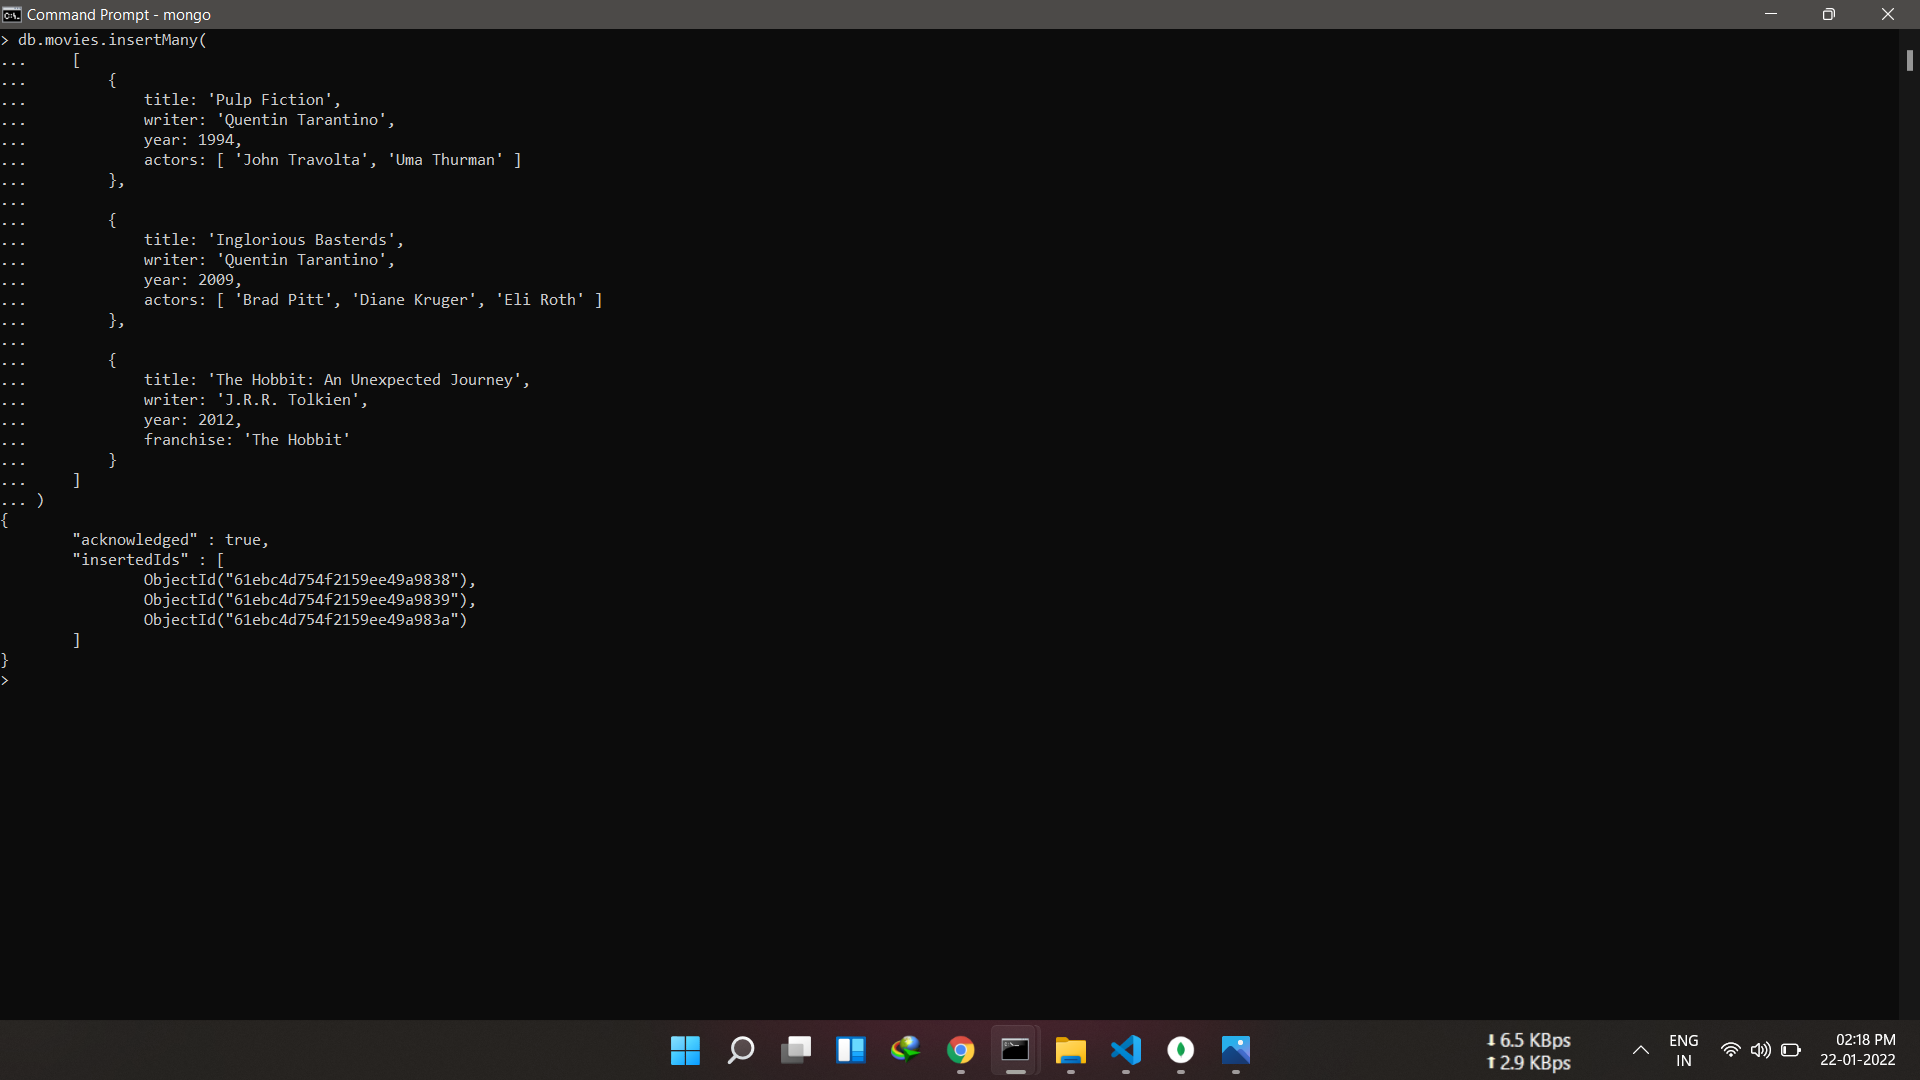 Command Prompt - mongo
> db.movies.insertMany(
...     [
...         {
...             title: 'Pulp Fiction',
...             writer: 'Quentin Tarantino',
...             year: 1994,
...             actors: [ 'John Travolta', 'Uma Thurman' ]
...         },
...
...         {
...             title: 'Inglorious Basterds',
...             writer: 'Quentin Tarantino',
...             year: 2009,
...             actors: [ 'Brad Pitt', 'Diane Kruger', 'Eli Roth' ]
...         },
...
...         {
...             title: 'The Hobbit: An Unexpected Journey',
...             writer: 'J.R.R. Tolkien',
...             year: 2012,
...             franchise: 'The Hobbit'
...         }
...     ]
... )
{
        "acknowledged" : true,
        "insertedIds" : [
                ObjectId("61ebc4d754f2159ee49a9838"),
                ObjectId("61ebc4d754f2159ee49a9839"),
                ObjectId("61ebc4d754f2159ee49a983a")
        ]
}
>
6.5 KBps
2.9 KBps
ENG
IN
02:18 PM
22-01-2022